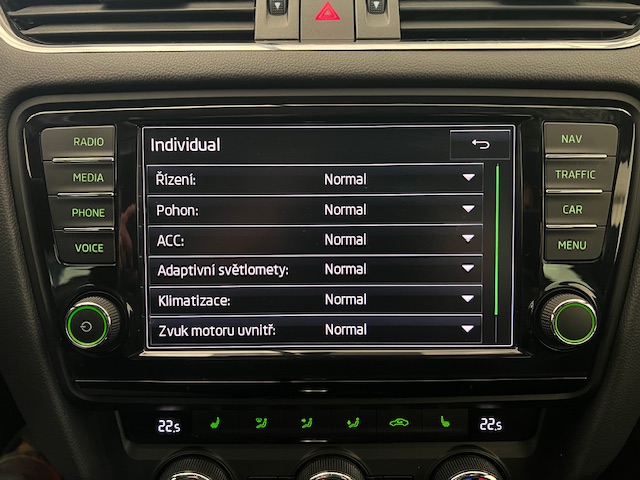 RADIO
MEDIA
PHONE
VOICE
Individual
Řízení: Normal
Pohon: Normal
ACC: Normal
Adaptivní světlomety: Normal
Klimatizace: Normal
Zvuk motoru uvnitř: Normal
NAV
TRAFFIC
CAR
MENU
22.5
22.5